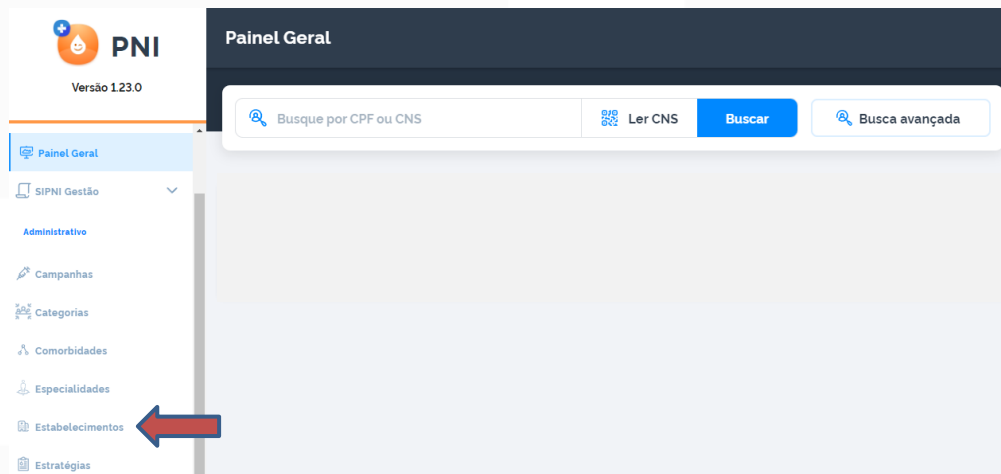 PNI
Versão 1.23.0
Painel Geral
SIPNI Gestão
Administrativo
Campanhas
Categorias
Comorbidades
Especialidades
Estabelecimentos
Estratégias
Painel Geral
Busque por CPF ou CNS
Ler CNS
Buscar
Busca avançada